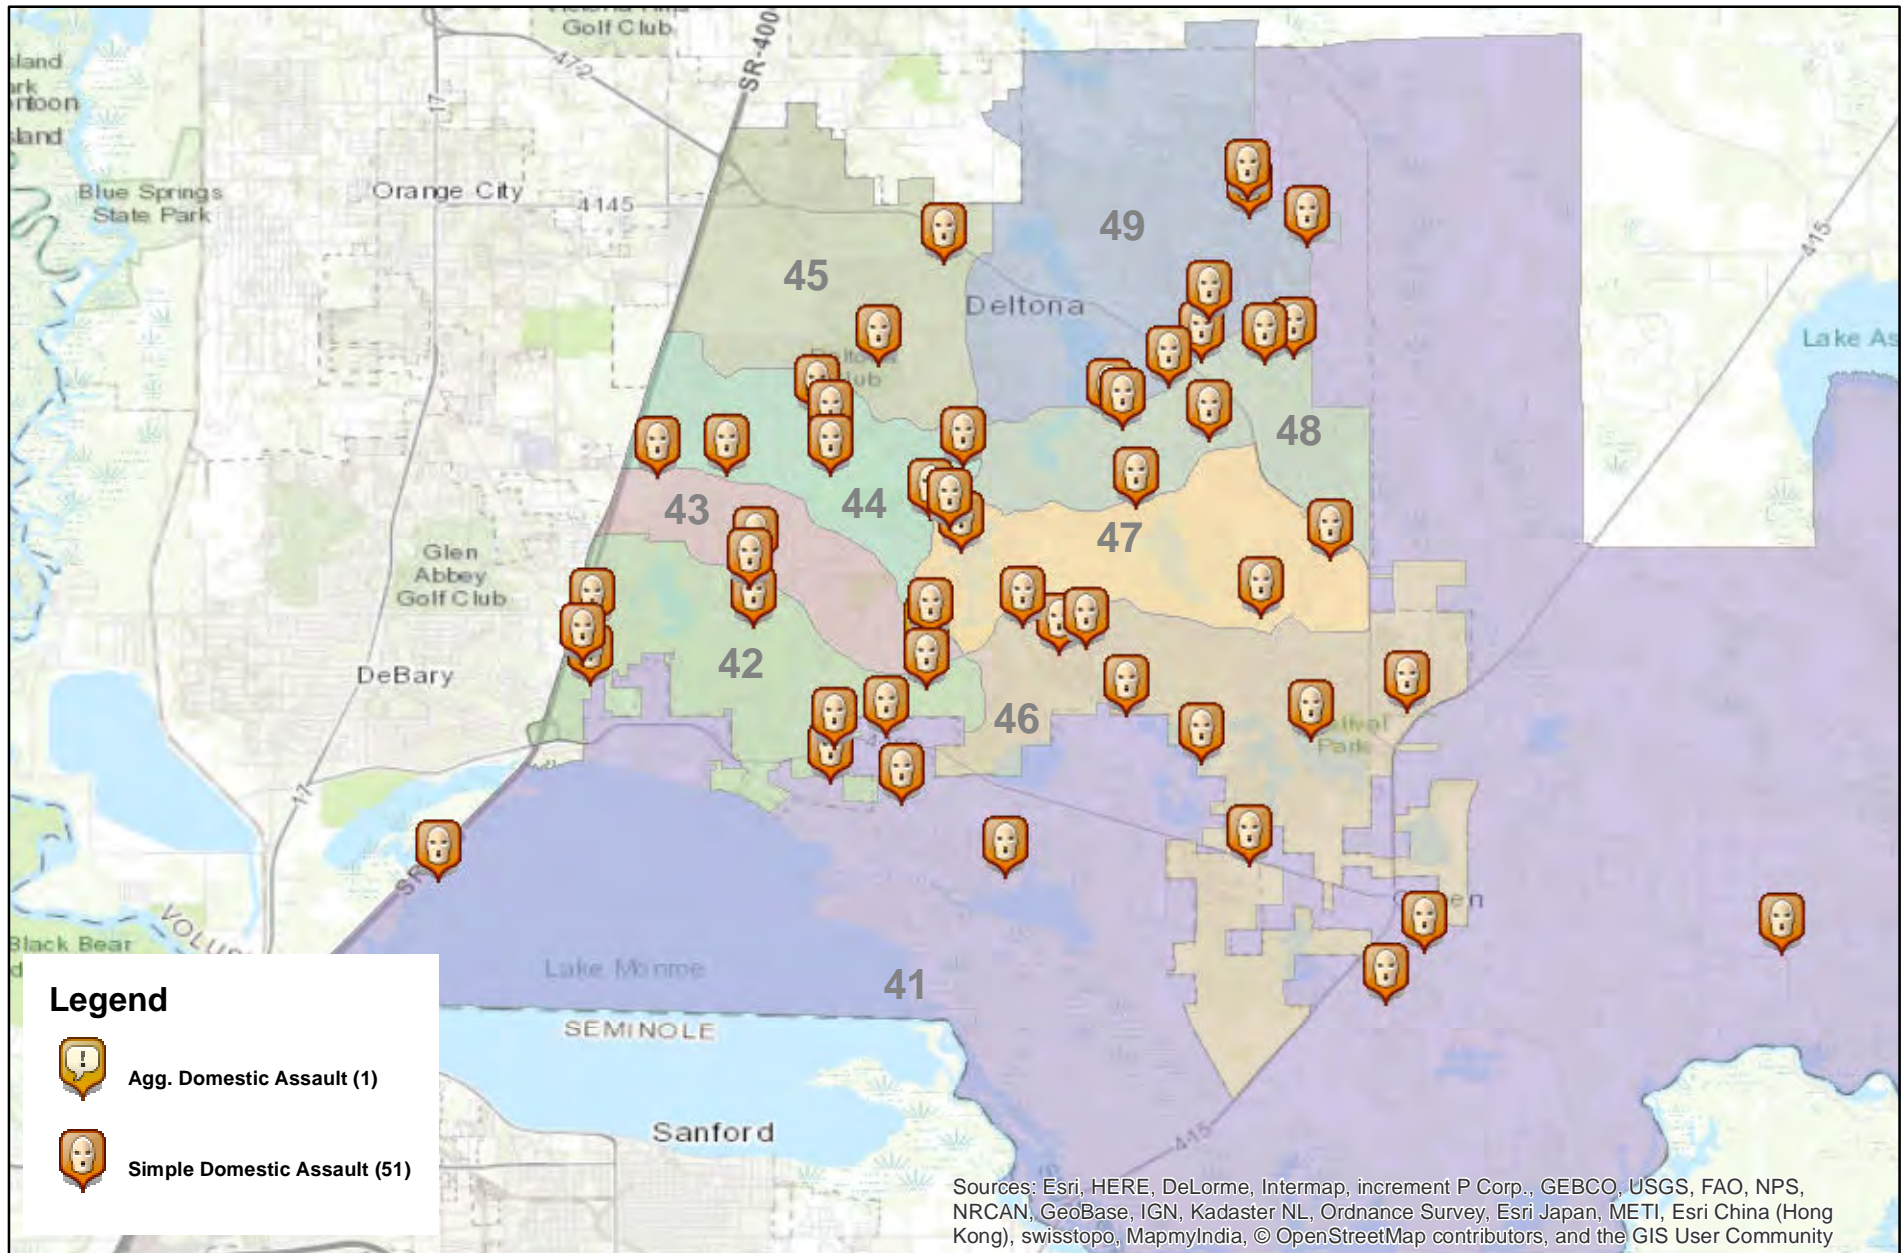 Golf Club
SR-400
472
17
Blue Springs
State Park
Orange City
4145
415
49
45
Deltona
Lake As
48
43
44
47
Glen
Abbey
Golf Club
42
DeBary
46
Park
17
41
Lake Monroe
Black Bear
SEMINOLE
Sanford
415
Legend
Agg. Domestic Assault (1)
Simple Domestic Assault (51)
Sources: Esri, HERE, DeLorme, Intermap, increment P Corp., GEBCO, USGS, FAO, NPS,
NRCAN, GeoBase, IGN, Kadaster NL, Ordnance Survey, Esri Japan, METI, Esri China (Hong
Kong), swisstopo, MapmyIndia, © OpenStreetMap contributors, and the GIS User Community